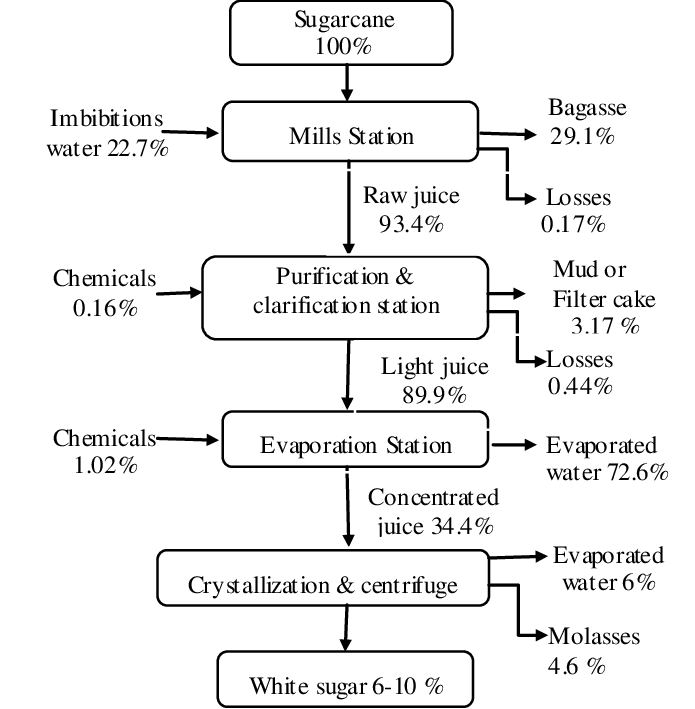 Sugarcane
100%
Imbibitions
water 22.7%
Mills Station
Bagasse
29.1%
Raw juice
93.4%
Losses
0.17%
Chemicals
0.16%
Purification &
clarification station
Mud or
Filter cake
3.17 %
Light juice
89.9%
Losses
0.44%
Chemicals
1.02%
Evaporation Station
Evaporated
water 72.6%
Concentrated
juice 34.4%
Crystallization & centrifuge
Evaporated
water 6%
Molasses
4.6 %
White sugar 6-10 %